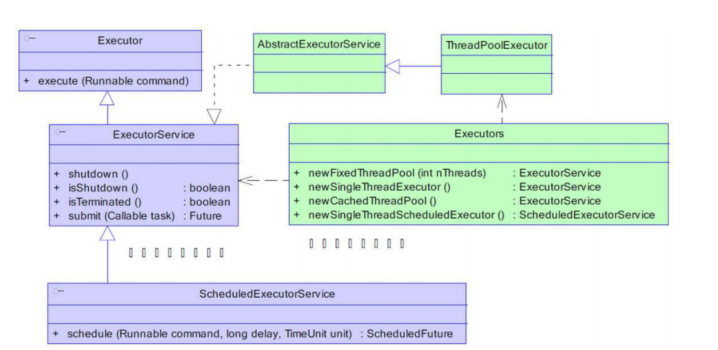 Executor
+ execute (Runnable command)
AbstractExecutorService
ThreadPoolExecutor
ExecutorService
+ shutdown ()
+ isShutdown () : boolean
+ isTerminated () : boolean
+ submit (Callable task) : Future
Executors
+ newFixedThreadPool (int nThreads) : ExecutorService
+ newSingleThreadExecutor () : ExecutorService
+ newCachedThreadPool () : ExecutorService
+ newSingleThreadScheduledExecutor () : ScheduledExecutorService
ScheduledExecutorService
+ schedule (Runnable command, long delay, TimeUnit unit) : ScheduledFuture